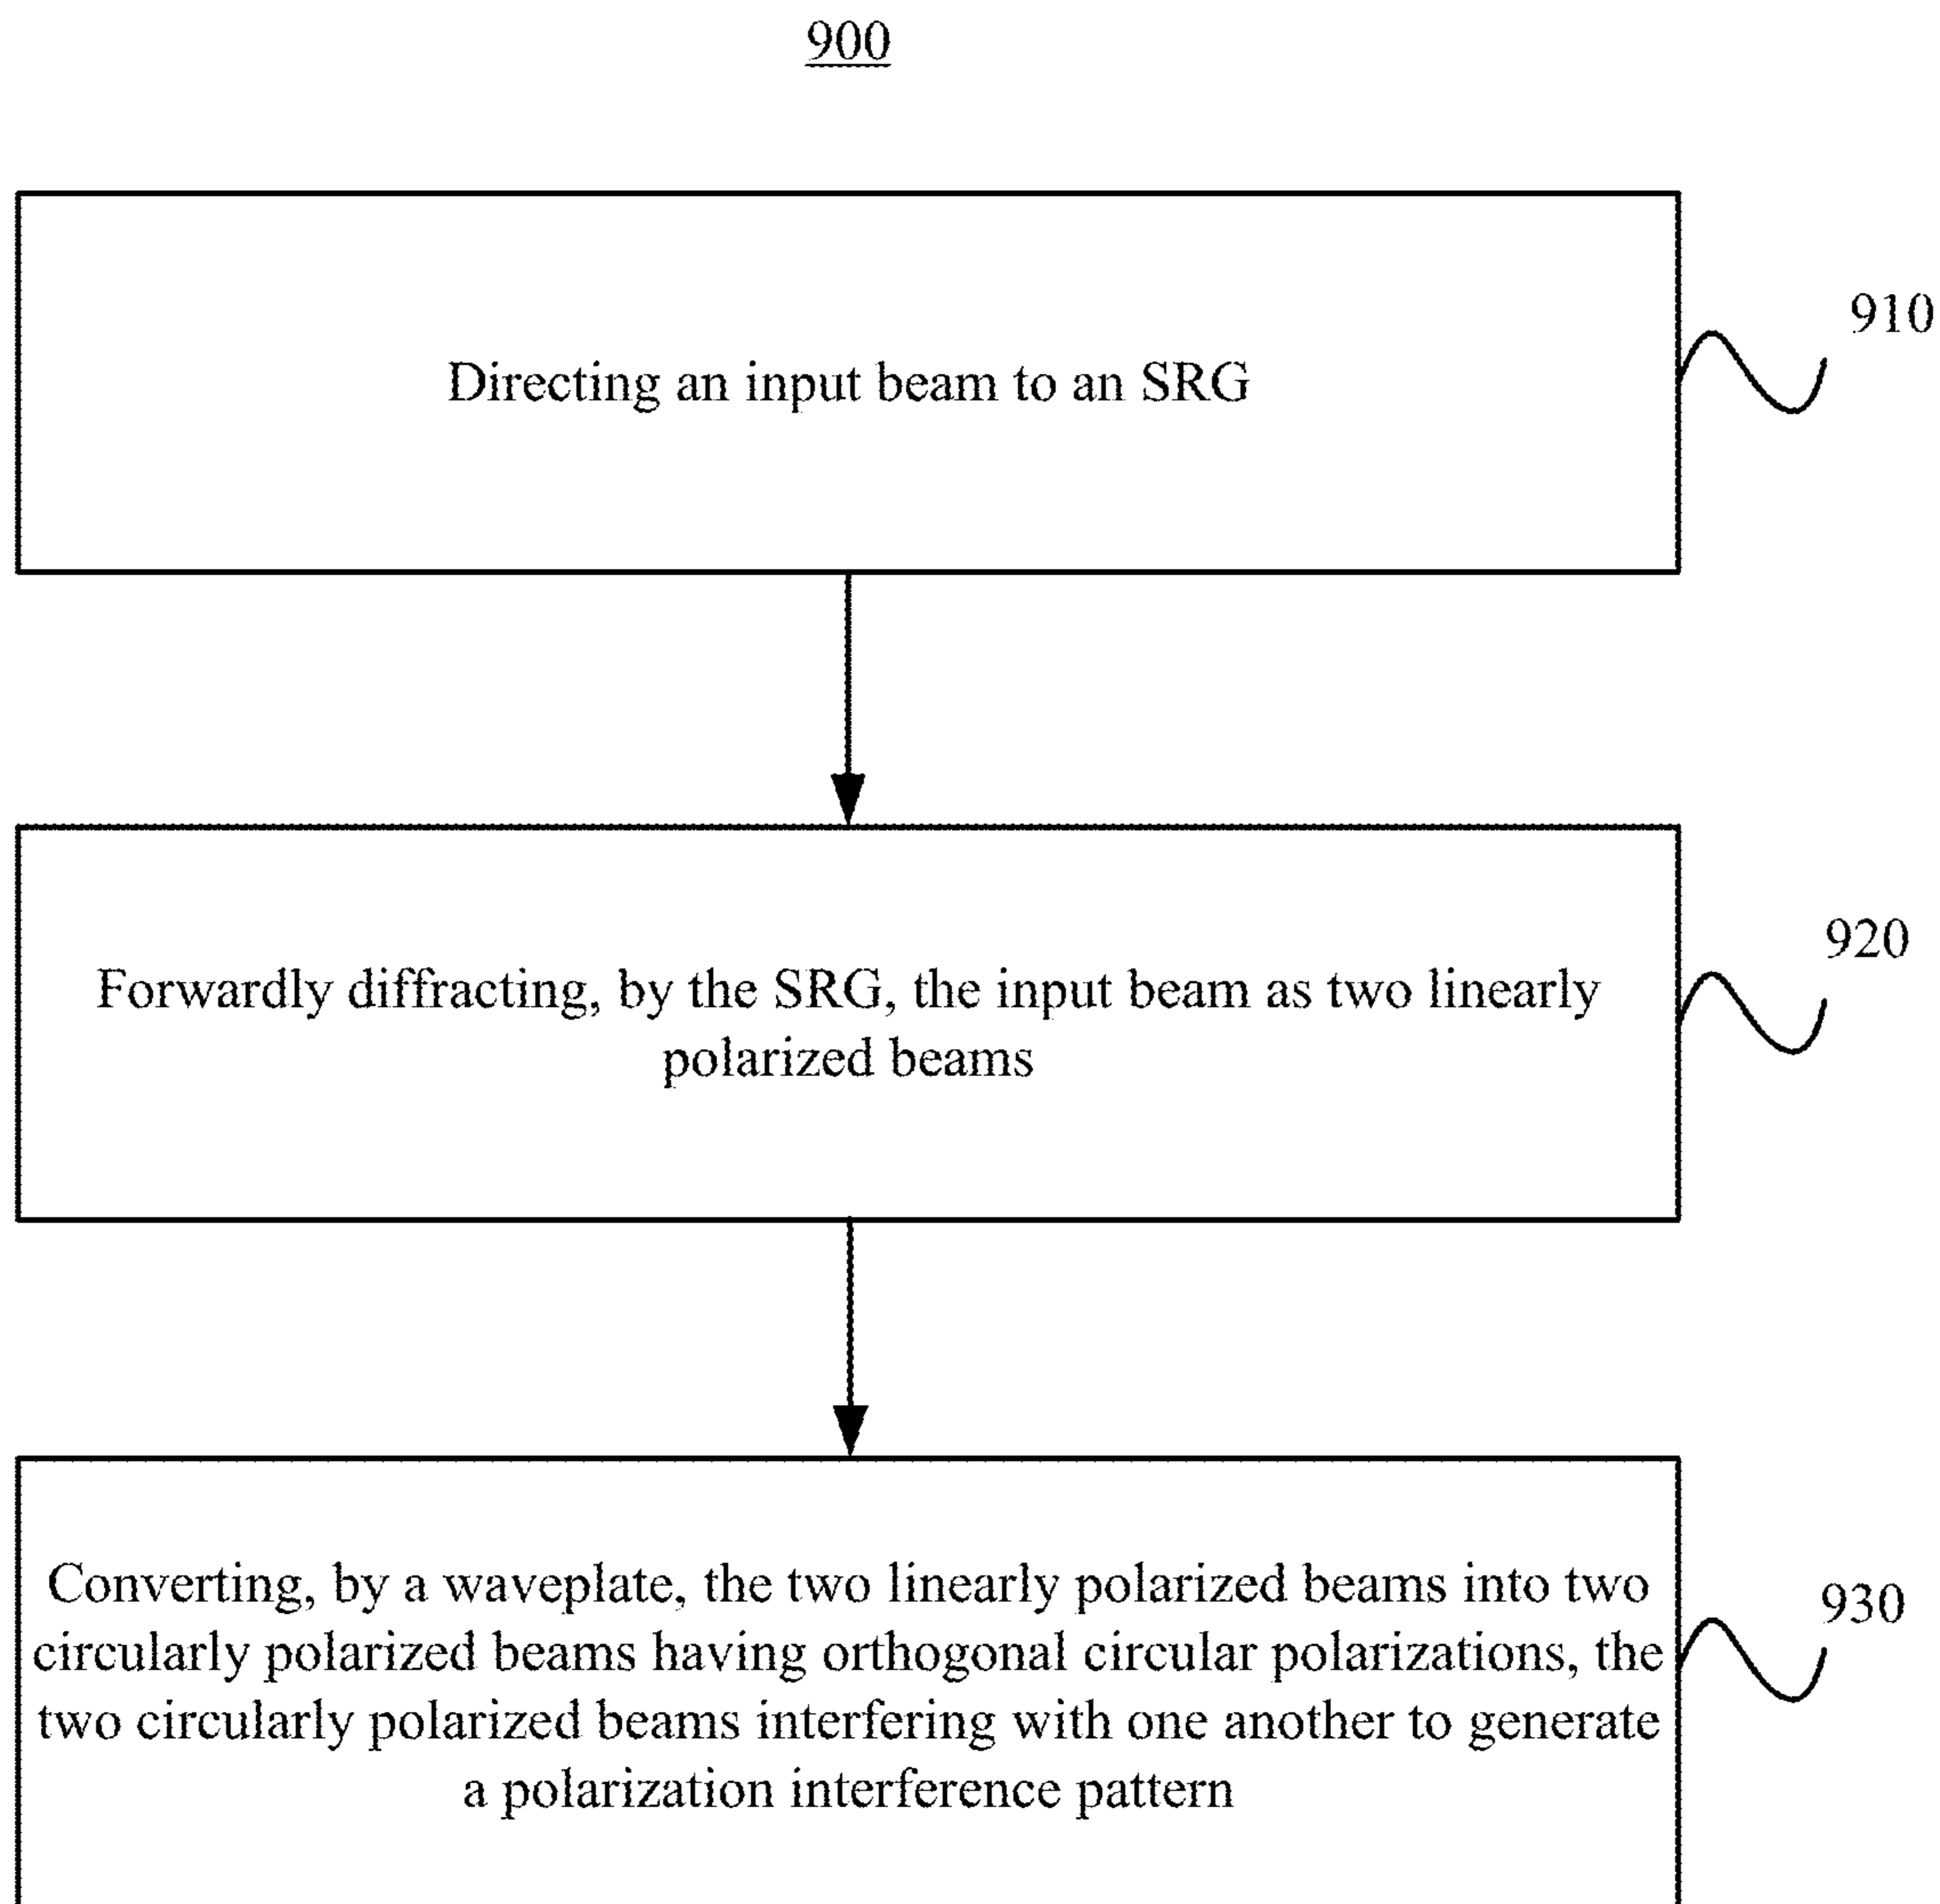 900
910
Directing an input beam to an SRG
920
Forwardly diffracting, by the SRG, the input beam as two linearly
polarized beams
930
Converting, by a waveplate, the two linearly polarized beams into two
circularly polarized beams having orthogonal circular polarizations, the
two circularly polarized beams interfering with one another to generate
a polarization interference pattern